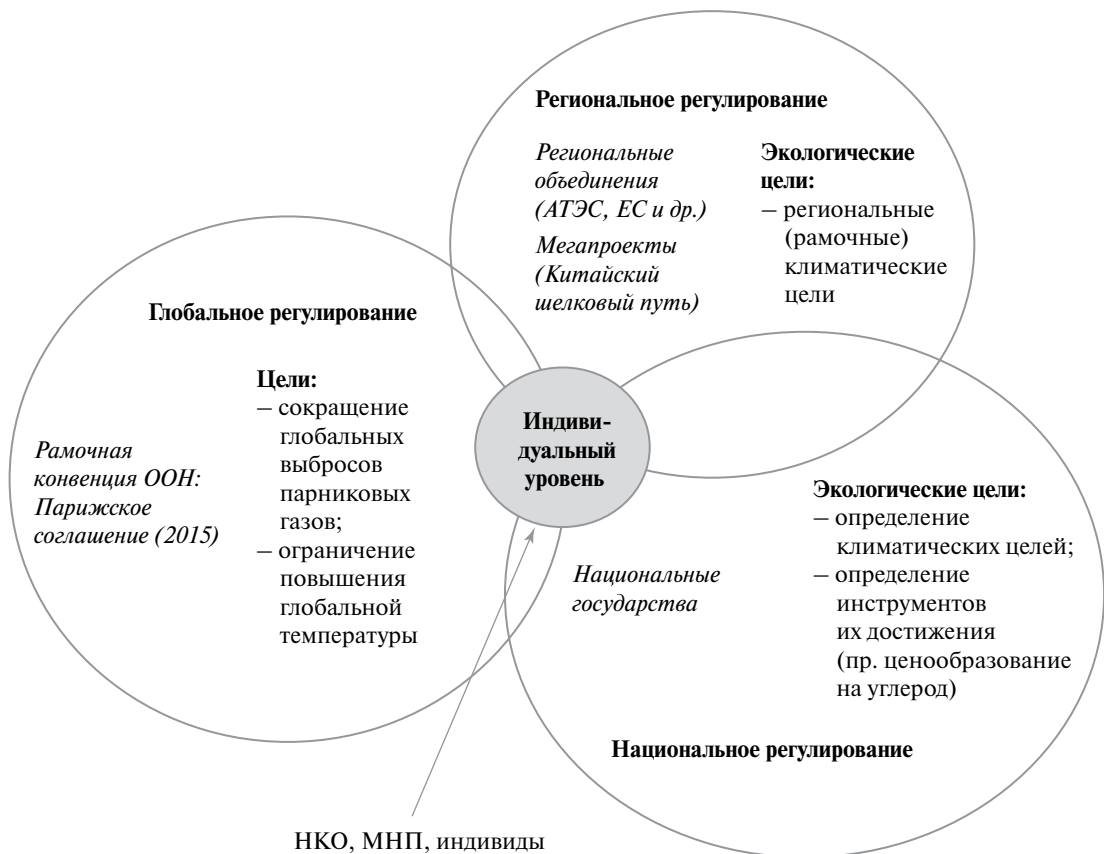 Региональное регулирование
Региональные
объединения
(АТЭС, ЕС и др.)
Мегапроекты
(Китайский
шелковый путь)
Экологические
цели:
– региональные
(рамочные)
климатические
цели
Глобальное регулирование
Рамочная
конвенция ООН:
Парижское
соглашение (2015)
Цели:
– сокращение
глобальных
выбросов
парниковых
газов;
– ограничение
повышения
глобальной
температуры
Индиви-
дуальный
уровень
Национальные
государства
Экологические цели:
– определение
климатических целей;
– определение
инструментов
их достижения
(пр. ценообразование
на углерод)
Национальное регулирование
НКО, МНП, индивиды